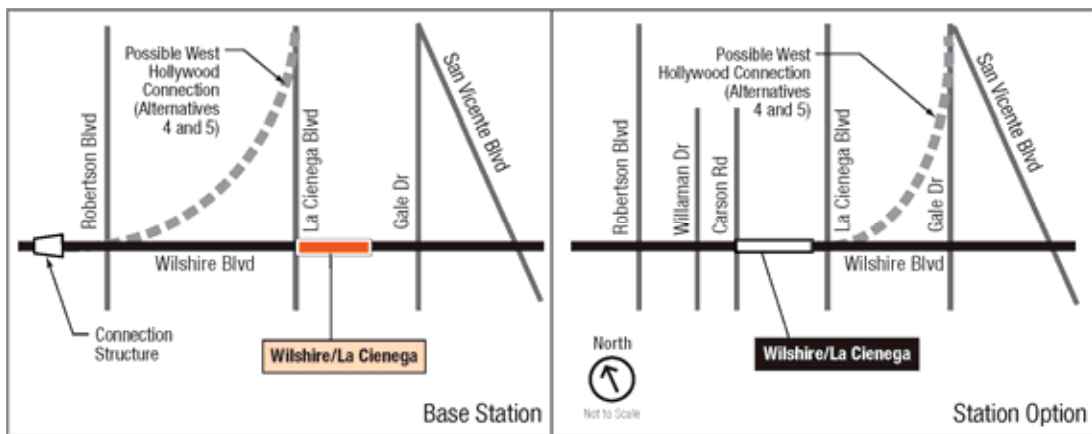 Possible West
Hollywood
Connection
(Alternatives
4 and 5)
Robertson Blvd
La Cienega Blvd
Gale Dr
San Vicente Blvd
Wilshire Blvd
Connection
Structure
Wilshire/La Cienega
Base Station
Possible West
Hollywood Connection
(Alternatives
4 and 5)
Robertson Blvd
Willaman Dr
Carson Rd
La Cienega Blvd
Gale Dr
San Vicente Blvd
Wilshire Blvd
Wilshire/La Cienega
North
Not to Scale
Station Option